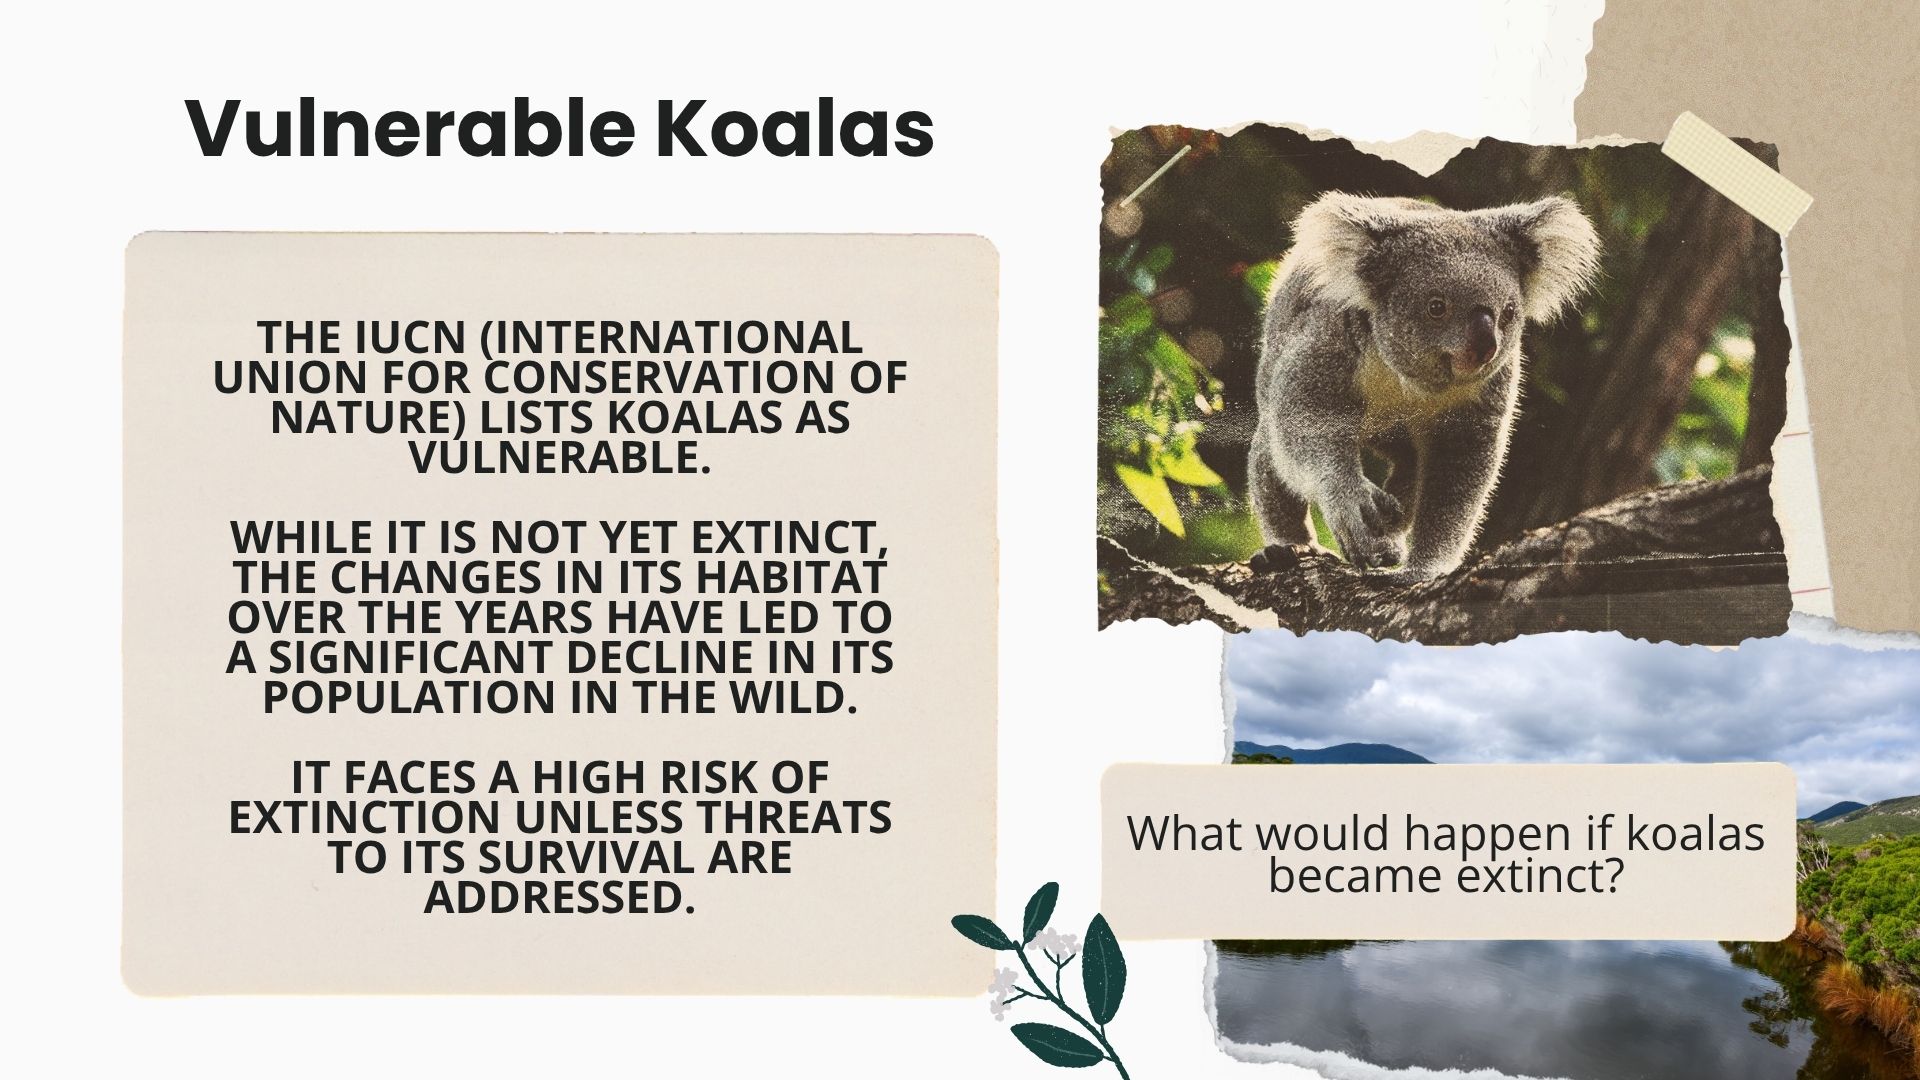 Vulnerable Koalas
THE IUCN (INTERNATIONAL
UNION FOR CONSERVATION OF
NATURE) LISTS KOALAS AS
VULNERABLE.
WHILE IT IS NOT YET EXTINCT,
THE CHANGES IN ITS HABITAT
OVER THE YEARS HAVE LED TO
A SIGNIFICANT DECLINE IN ITS
POPULATION IN THE WILD.
IT FACES A HIGH RISK OF
EXTINCTION UNLESS THREATS
TO ITS SURVIVAL ARE
ADDRESSED.
What would happen if koalas
became extinct?